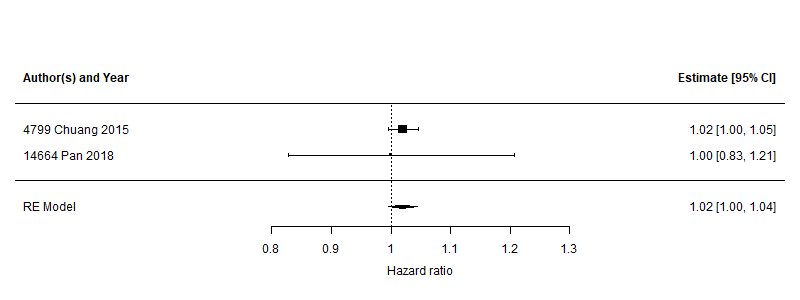 Author(s) and Year Estimate [95% CI]
4799 Chuang 2015 1.02 [1.00, 1.05]
14664 Pan 2018 1.00 [0.83, 1.21]
RE Model 1.02 [1.00, 1.04]
0.8 0.9 1 1.1 1.2 1.3
Hazard ratio